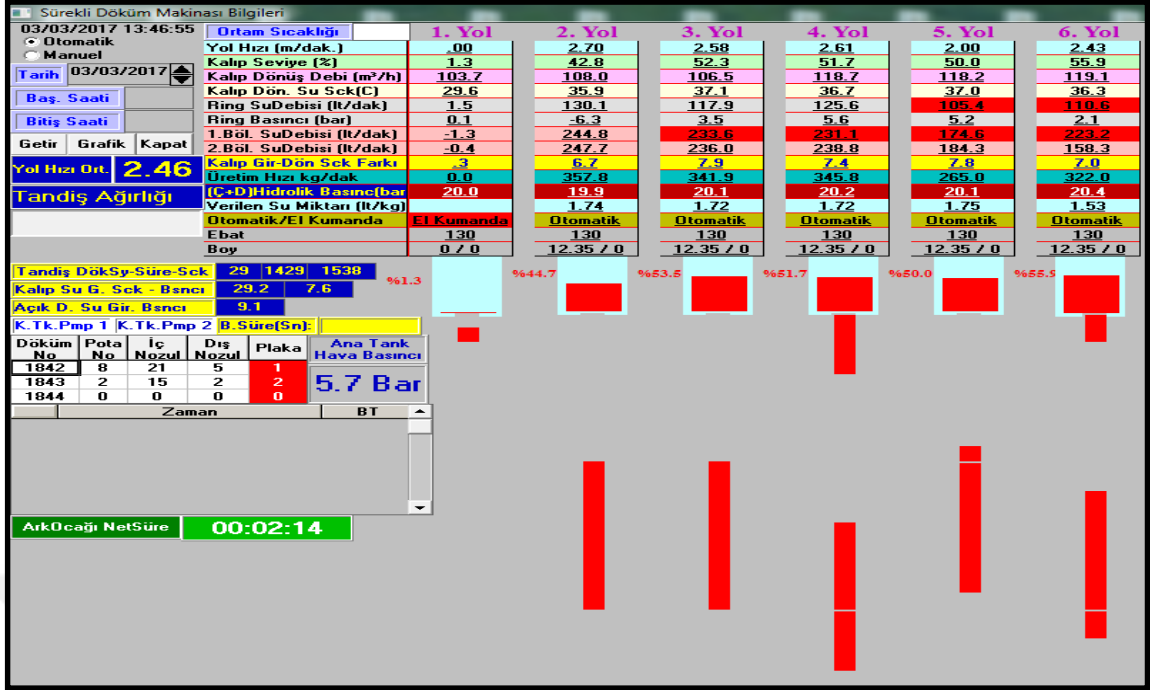 Sürekli Döküm Makinası Bilgileri
03/03/2017 13:46:55
Otomatik
Manuel
Tarih 03/03/2017
Baş. Saati
Bitiş Saati
Getir Grafik Kapat
Yol Hızı Ort. 2.46
Tandiş Ağırlığı
Ortam Sıcaklığı 1. Yol 2. Yol 3. Yol 4. Yol 5. Yol 6. Yol
Yol Hızı (m/dak.) .00 2.70 2.58 2.61 2.00 2.43
Kalıp Seviye (%) 1.3 42.8 52.3 51.7 50.0 55.9
Kalıp Dönüş Debi (m³/h) 103.7 108.0 106.5 118.7 118.2 119.1
Kalıp Dön. Su Sck(C) 29.6 35.9 37.1 36.7 37.0 36.3
Ring SuDebisi (lt/dak) 1.5 130.1 117.9 125.6 105.4 110.6
Ring Basıncı (bar) 0.1 -6.3 3.5 5.6 5.2 2.1
1.Böl. SuDebisi (lt/dak) -1.3 244.8 233.6 231.1 174.6 223.2
2.Böl. SuDebisi (lt/dak) -0.4 247.7 236.0 238.8 184.3 158.3
Kalıp Gir-Dön Sck Farkı .3 6.7 7.9 7.4 7.8 7.0
Üretim Hızı kg/dak 0.0 357.8 341.9 345.8 265.0 322.0
(Ç+D)Hidrolik Basınc(bar 20.0 19.9 20.1 20.2 20.1 20.4
Verilen Su Miktarı (lt/kg) 1.74 1.72 1.72 1.75 1.53
Otomatik/El Kumanda El Kumanda Otomatik Otomatik Otomatik Otomatik Otomatik
Ebat 130 130 130 130 130 130
Boy 0 / 0 12.35 / 0 12.35 / 0 12.35 / 0 12.35 / 0 12.35 / 0
%1.3 %44.7 %53.5 %51.7 %50.0 %55.9
Tandiş DökSy-Süre-Sck 29 1429 1538
Kalıp Su G. Sck - Bsncı 29.2 7.6
Açık D. Su Gir. Bsncı 9.1
K.Tk.Pmp 1 K.Tk.Pmp 2 B.Süre(Sn):
Döküm No Pota No İç Nozul Dış Nozul Plaka
1842 8 21 5 1
1843 2 15 2 2
1844 0 0 0 0
Ana Tank
Hava Basıncı
5.7 Bar
Zaman BT
ArkOcağı NetSüre 00:02:14